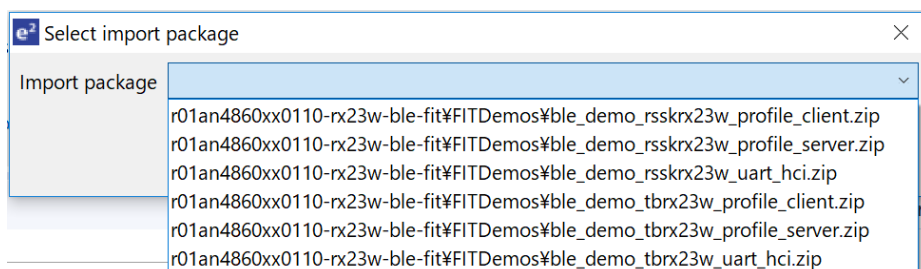 e² Select import package
Import package
r01an4860xx0110-rx23w-ble-fit¥FITDemos¥ble_demo_rsskrx23w_profile_client.zip
r01an4860xx0110-rx23w-ble-fit¥FITDemos¥ble_demo_rsskrx23w_profile_server.zip
r01an4860xx0110-rx23w-ble-fit¥FITDemos¥ble_demo_rsskrx23w_uart_hci.zip
r01an4860xx0110-rx23w-ble-fit¥FITDemos¥ble_demo_tbrx23w_profile_client.zip
r01an4860xx0110-rx23w-ble-fit¥FITDemos¥ble_demo_tbrx23w_profile_server.zip
r01an4860xx0110-rx23w-ble-fit¥FITDemos¥ble_demo_tbrx23w_uart_hci.zip